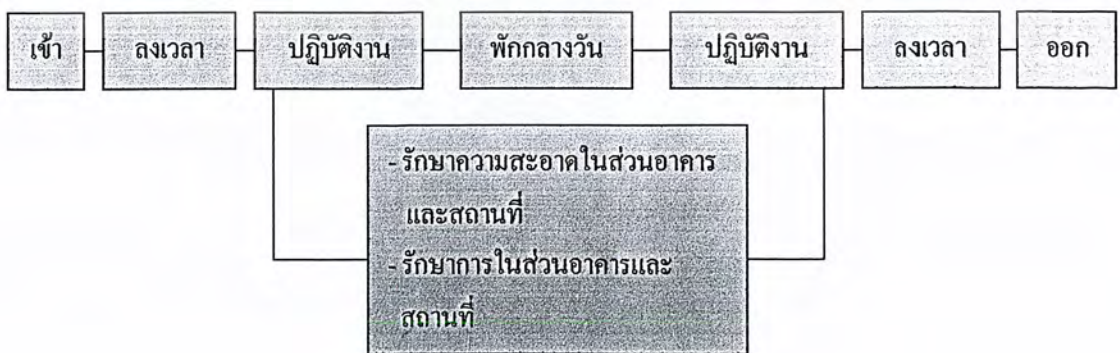 เข้า ลงเวลา ปฏิบัติงาน พักกลางวัน ปฏิบัติงาน ลงเวลา ออก
- รักษาความสะอาดในส่วนอาคาร
และสถานที่
- รักษาการในส่วนอาคารและ
สถานที่